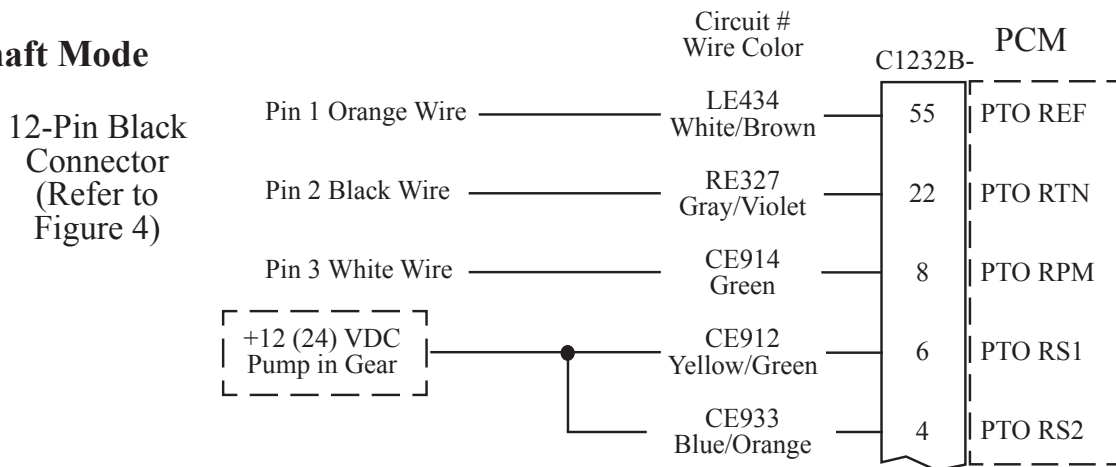 haft Mode
12-Pin Black
Connector
(Refer to
Figure 4)
Circuit #
Wire Color
C1232B-
PCM
Pin 1 Orange Wire
LE434
White/Brown
55
PTO REF
Pin 2 Black Wire
RE327
Gray/Violet
22
PTO RTN
Pin 3 White Wire
CE914
Green
8
PTO RPM
+12 (24) VDC
Pump in Gear
CE912
Yellow/Green
6
PTO RS1
CE933
Blue/Orange
4
PTO RS2